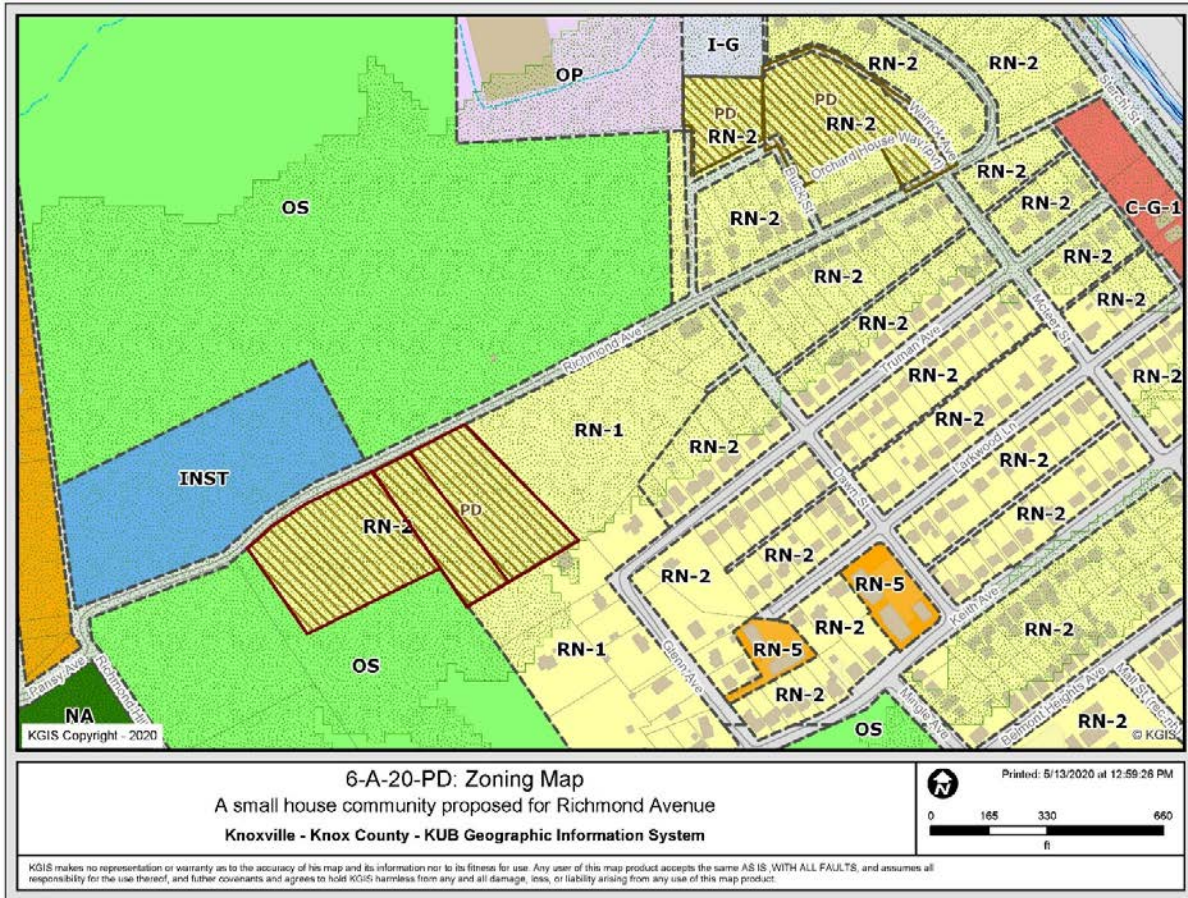 I-G
OP
RN-2
RN-2
PD
RN-2
PD
RN-2
Sterchi St
Warrick Ave
Orchard House Way (pvt)
Buick St
OS
RN-2
RN-2
RN-2
C-G-1
RN-2
RN-2
RN-2
RN-2
McTeer St
Richmond Ave
Truman Ave
RN-2
RN-2
RN-1
RN-2
RN-2
Larkwood Ln
RN-2
INST
RN-2
PD
Dawn St
RN-2
RN-2
RN-2
RN-5
Keith Ave
RN-2
RN-2
OS
RN-1
RN-5
Glenn Ave
RN-2
Pansy Ave
Richmond
NA
Mingle Ave
Belmont Heights Ave
Mall St
RN-2
OS
KGIS Copyright - 2020
© KGIS
6-A-20-PD: Zoning Map
A small house community proposed for Richmond Avenue
Knoxville - Knox County - KUB Geographic Information System
N
Printed: 5/13/2020 at 12:59:26 PM
0 165 330 660
ft
KGIS makes no representation or warranty as to the accuracy of his map and its information nor to its fitness for use. Any user of this map product accepts the same AS IS ,WITH ALL FAULTS, and assumes all
responsibility for the use thereof, and futher covenants and agrees to hold KGIS harmless from any and all damage, loss, or liability arising from any use of this map product.